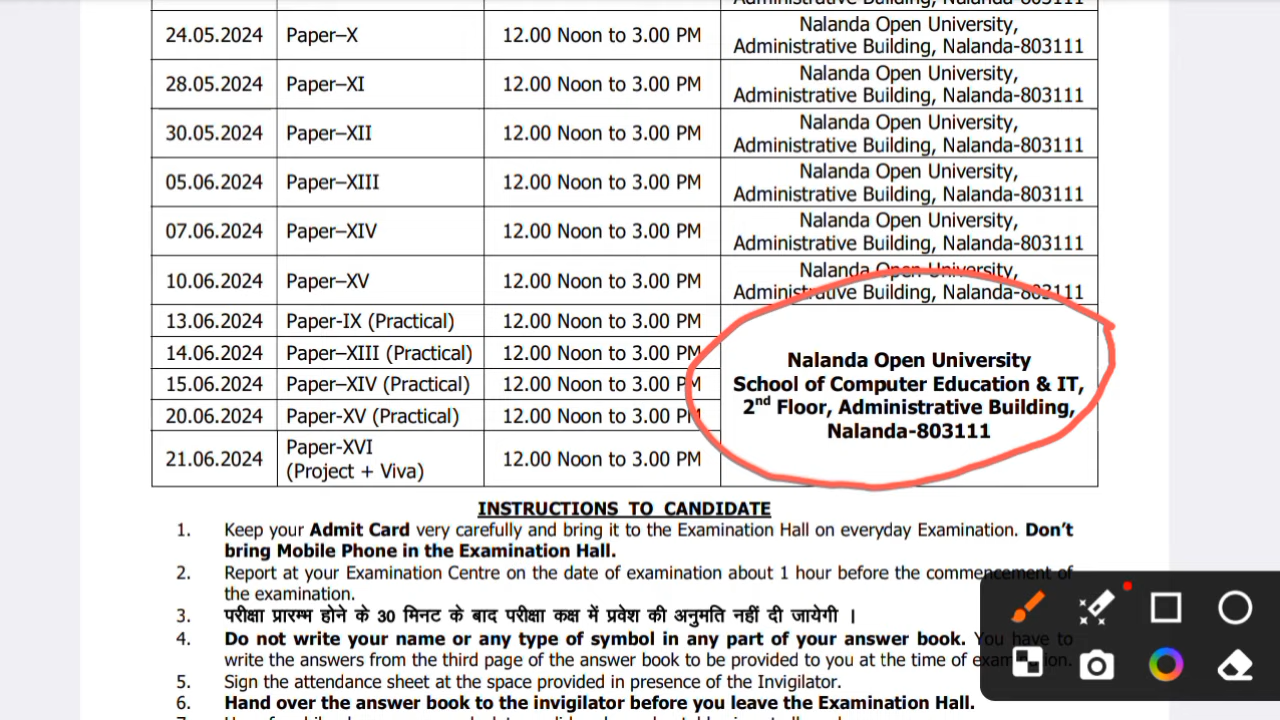 Administrative Building, Nalanda-803111
24.05.2024 Paper–X 12.00 Noon to 3.00 PM Nalanda Open University,
Administrative Building, Nalanda-803111
28.05.2024 Paper–XI 12.00 Noon to 3.00 PM Nalanda Open University,
Administrative Building, Nalanda-803111
30.05.2024 Paper–XII 12.00 Noon to 3.00 PM Nalanda Open University,
Administrative Building, Nalanda-803111
05.06.2024 Paper–XIII 12.00 Noon to 3.00 PM Nalanda Open University,
Administrative Building, Nalanda-803111
07.06.2024 Paper–XIV 12.00 Noon to 3.00 PM Nalanda Open University,
Administrative Building, Nalanda-803111
10.06.2024 Paper–XV 12.00 Noon to 3.00 PM Nalanda Open University,
Administrative Building, Nalanda-803111
13.06.2024 Paper-IX (Practical) 12.00 Noon to 3.00 PM
14.06.2024 Paper–XIII (Practical) 12.00 Noon to 3.00 PM
15.06.2024 Paper–XIV (Practical) 12.00 Noon to 3.00 PM
20.06.2024 Paper-XV (Practical) 12.00 Noon to 3.00 PM
21.06.2024 Paper-XVI
(Project + Viva) 12.00 Noon to 3.00 PM
Nalanda Open University
School of Computer Education & IT,
2nd Floor, Administrative Building,
Nalanda-803111
INSTRUCTIONS TO CANDIDATE
1. Keep your Admit Card very carefully and bring it to the Examination Hall on everyday Examination. Don't
bring Mobile Phone in the Examination Hall.
2. Report at your Examination Centre on the date of examination about 1 hour before the commencement of
the examination.
3. परीक्षा प्रारम्भ होने के 30 मिनट के बाद परीक्षा कक्ष में प्रवेश की अनुमति नहीं दी जायेगी ।
4. Do not write your name or any type of symbol in any part of your answer book. You have to
write the answers from the third page of the answer book to be provided to you at the time of examination.
5. Sign the attendance sheet at the space provided in presence of the Invigilator.
6. Hand over the answer book to the invigilator before you leave the Examination Hall.